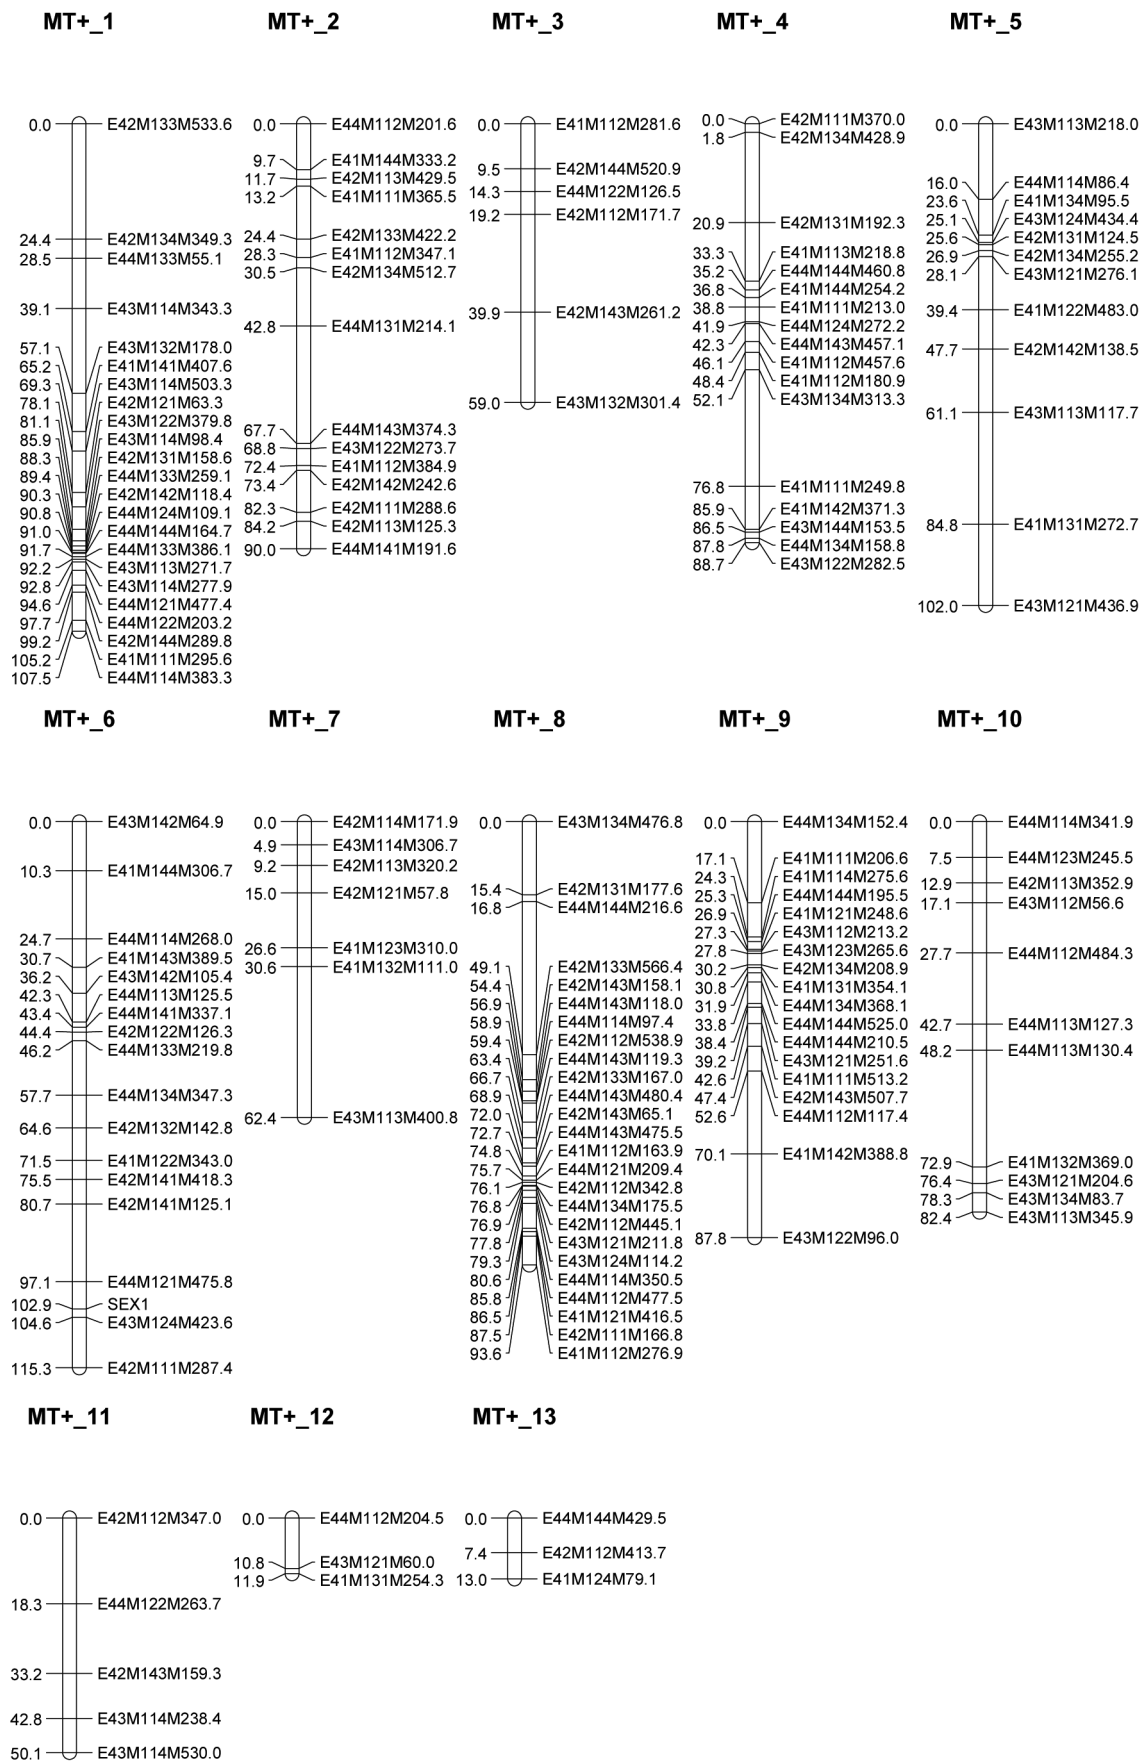 MT+_1
0.0 E42M133M533.6
24.4 E42M134M349.3
28.5 E44M133M55.1
39.1 E43M114M343.3
57.1 E43M132M178.0
65.2 E41M141M407.6
69.3 E43M114M503.3
78.1 E42M121M63.3
81.1 E43M122M379.8
85.9 E43M114M98.4
88.3 E42M131M158.6
89.4 E44M133M259.1
90.3 E42M142M118.4
90.8 E44M124M109.1
91.0 E44M144M164.7
91.7 E44M133M386.1
92.2 E43M113M271.7
92.8 E43M114M277.9
94.6 E44M121M477.4
97.7 E44M122M203.2
99.2 E42M144M289.8
105.2 E41M111M295.6
107.5 E44M114M383.3
MT+_2
0.0 E44M112M201.6
9.7 E41M144M333.2
11.7 E42M113M429.5
13.2 E41M111M365.5
24.4 E42M133M422.2
28.3 E41M112M347.1
30.5 E42M134M512.7
42.8 E44M131M214.1
67.7 E44M143M374.3
68.8 E43M122M273.7
72.4 E41M112M384.9
73.4 E42M142M242.6
82.3 E42M111M288.6
84.2 E42M113M125.3
90.0 E44M141M191.6
MT+_3
0.0 E41M112M281.6
9.5 E42M144M520.9
14.3 E44M122M126.5
19.2 E42M112M171.7
39.9 E42M143M261.2
59.0 E43M132M301.4
MT+_4
0.0 E42M111M370.0
1.8 E42M134M428.9
20.9 E42M131M192.3
33.3 E41M113M218.8
35.2 E44M144M460.8
36.8 E41M144M254.2
38.8 E41M111M213.0
41.9 E44M124M272.2
42.3 E44M143M457.1
46.1 E41M112M457.6
48.4 E41M112M180.9
52.1 E43M134M313.3
76.8 E41M111M249.8
85.9 E41M142M371.3
86.5 E43M144M153.5
87.8 E44M134M158.8
88.7 E43M122M282.5
MT+_5
0.0 E43M113M218.0
16.0 E44M114M86.4
23.6 E41M134M95.5
25.1 E43M124M434.4
25.6 E42M131M124.5
26.9 E42M134M255.2
28.1 E43M121M276.1
39.4 E41M122M483.0
47.7 E42M142M138.5
61.1 E43M113M117.7
84.8 E41M131M272.7
102.0 E43M121M436.9
MT+_6
0.0 E43M142M64.9
10.3 E41M144M306.7
24.7 E44M114M268.0
30.7 E41M143M389.5
36.2 E43M142M105.4
42.3 E44M113M125.5
43.4 E44M141M337.1
44.4 E42M122M126.3
46.2 E44M133M219.8
57.7 E44M134M347.3
64.6 E42M132M142.8
71.5 E41M122M343.0
75.5 E42M141M418.3
80.7 E42M141M125.1
97.1 E44M121M475.8
102.9 SEX1
104.6 E43M124M423.6
115.3 E42M111M287.4
MT+_7
0.0 E42M114M171.9
4.9 E43M114M306.7
9.2 E42M113M320.2
15.0 E42M121M57.8
26.6 E41M123M310.0
30.6 E41M132M111.0
62.4 E43M113M400.8
MT+_8
0.0 E43M134M476.8
15.4 E42M131M177.6
16.8 E44M144M216.6
49.1 E42M133M566.4
54.4 E42M143M158.1
56.9 E44M143M118.0
58.9 E44M114M97.4
59.4 E42M112M538.9
63.4 E44M143M119.3
66.7 E42M133M167.0
68.9 E44M143M480.4
72.0 E42M143M65.1
72.7 E44M143M475.5
74.8 E41M112M163.9
75.7 E44M121M209.4
76.1 E42M112M342.8
76.8 E44M134M175.5
76.9 E42M112M445.1
77.8 E43M121M211.8
79.3 E43M124M114.2
80.6 E44M114M350.5
85.8 E44M112M477.5
86.5 E41M121M416.5
87.5 E42M111M166.8
93.6 E41M112M276.9
MT+_9
0.0 E44M134M152.4
17.1 E41M111M206.6
24.3 E41M114M275.6
25.3 E44M144M195.5
26.9 E41M121M248.6
27.3 E43M112M213.2
27.8 E43M123M265.6
30.2 E42M134M208.9
30.8 E41M131M354.1
31.9 E44M134M368.1
33.8 E44M144M525.0
38.4 E44M144M210.5
39.2 E43M121M251.6
42.6 E41M111M513.2
47.4 E42M143M507.7
52.6 E44M112M117.4
70.1 E41M142M388.8
87.8 E43M122M96.0
MT+_10
0.0 E44M114M341.9
7.5 E44M123M245.5
12.9 E42M113M352.9
17.1 E43M112M56.6
27.7 E44M112M484.3
42.7 E44M113M127.3
48.2 E44M113M130.4
72.9 E41M132M369.0
76.4 E43M121M204.6
78.3 E43M134M83.7
82.4 E43M113M345.9
MT+_11
0.0 E42M112M347.0
18.3 E44M122M263.7
33.2 E42M143M159.3
42.8 E43M114M238.4
50.1 E43M114M530.0
MT+_12
0.0 E44M112M204.5
10.8 E43M121M60.0
11.9 E41M131M254.3
MT+_13
0.0 E44M144M429.5
7.4 E42M112M413.7
13.0 E41M124M79.1